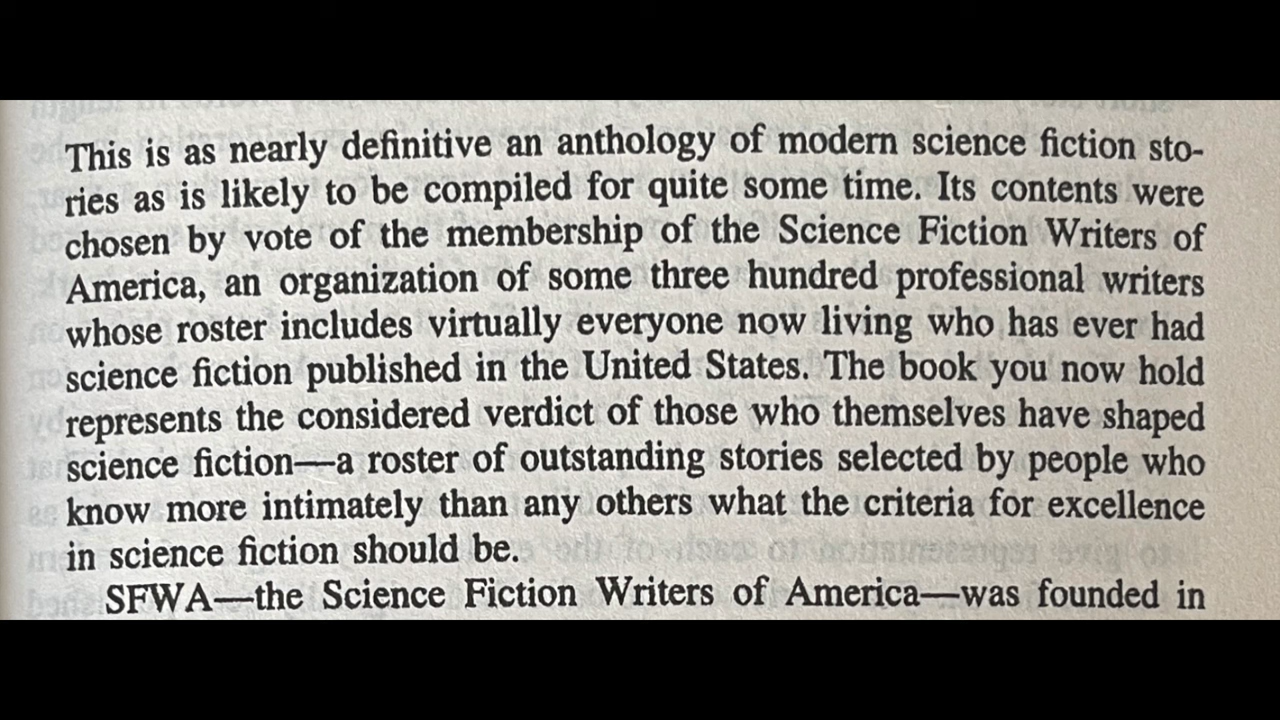 This is as nearly definitive an anthology of modern science fiction sto-
ries as is likely to be compiled for quite some time. Its contents were
chosen by vote of the membership of the Science Fiction Writers of
America, an organization of some three hundred professional writers
whose roster includes virtually everyone now living who has ever had
science fiction published in the United States. The book you now hold
represents the considered verdict of those who themselves have shaped
science fiction—a roster of outstanding stories selected by people who
know more intimately than any others what the criteria for excellence
in science fiction should be.
SFWA—the Science Fiction Writers of America—was founded in